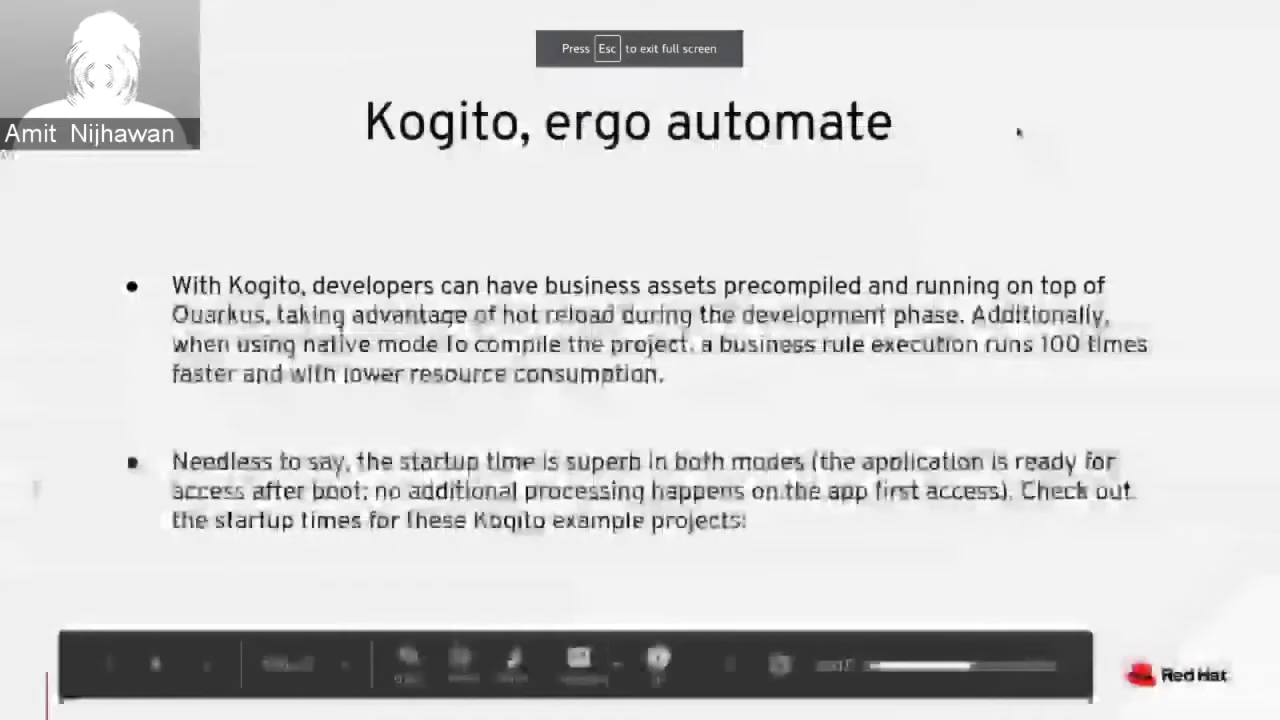 Press Esc to exit full screen
Amit Nijhawan
Kogito, ergo automate
• With Kogito, developers can have business assets precompiled and running on top of
Quarkus, taking advantage of hot reload during the development phase. Additionally,
when using native mode to compile the project, a business rule execution runs 100 times
faster and with lower resource consumption.
• Needless to say, the startup time is superb in both modes (the application is ready for
access after boot; no additional processing happens on the app first access). Check out
the startup times for these Kogito example projects:
Red Hat